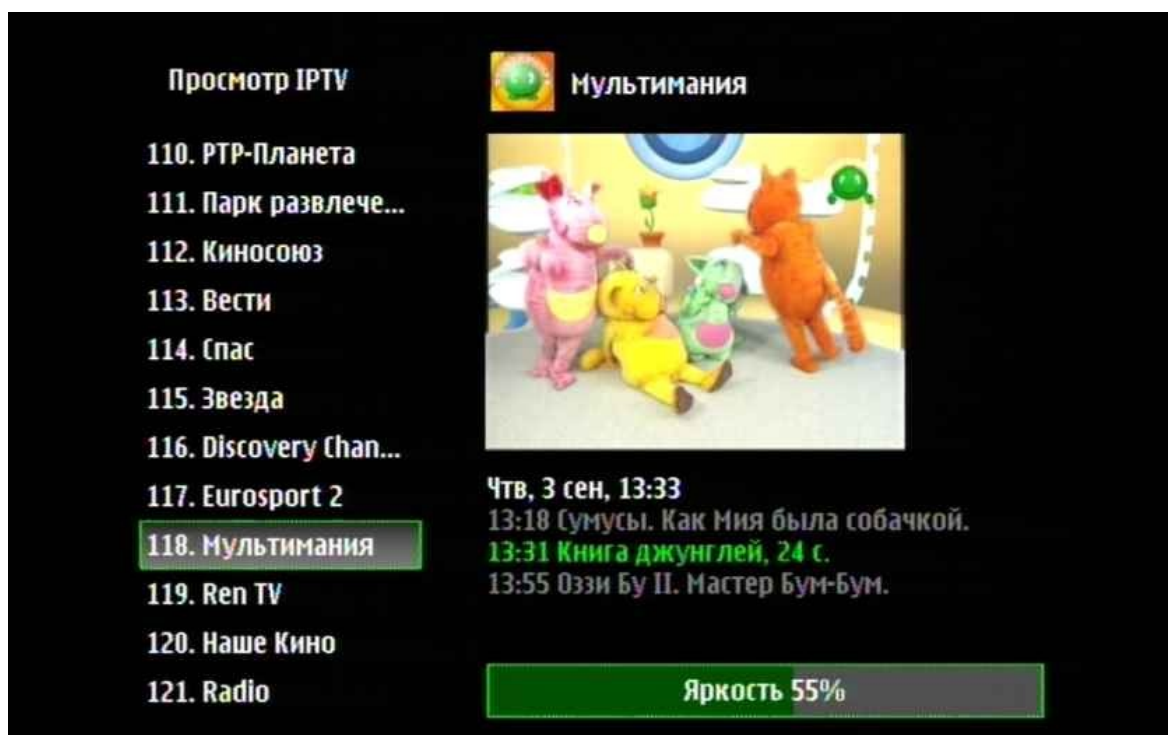 Просмотр IPTV
110. РТР-Планета
111. Парк развлече...
112. Киносоюз
113. Вести
114. Спас
115. Звезда
116. Discovery Chan...
117. Eurosport 2
118. Мультимания
119. Ren TV
120. Наше Кино
121. Radio
Мультимания
Чтв, 3 сен, 13:33
13:18 Сумусы. Как Мия была собачкой.
13:31 Книга джунглей, 24 с.
13:55 Оззи Бу II. Мастер Бум-Бум.
Яркость 55%